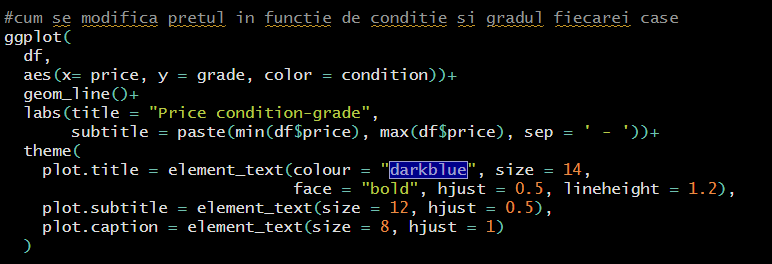 #cum se modifica pretul in functie de conditie si gradul fiecarei case
ggplot(
  df,
  aes(x= price, y = grade, color = condition))+
  geom_line()+
  labs(title = "Price condition-grade",
       subtitle = paste(min(df$price), max(df$price), sep = ' - '))+
  theme(
    plot.title = element_text(colour = "darkblue", size = 14,
                              face = "bold", hjust = 0.5, lineheight = 1.2),
    plot.subtitle = element_text(size = 12, hjust = 0.5),
    plot.caption = element_text(size = 8, hjust = 1)
  )